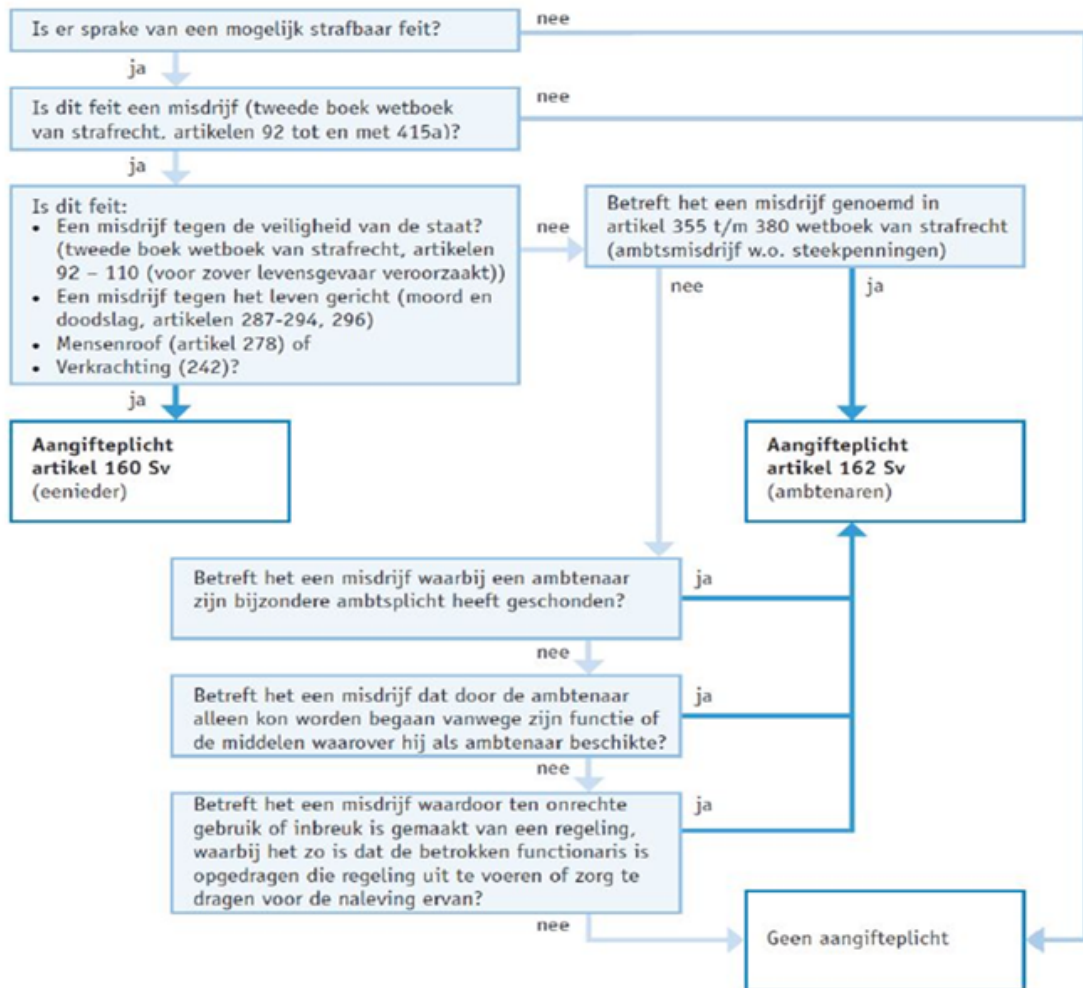 Is er sprake van een mogelijk strafbaar feit?
nee
ja
Is dit feit een misdrijf (tweede boek wetboek
van strafrecht, artikelen 92 tot en met 415a)?
nee
ja
Is dit feit:
• Een misdrijf tegen de veiligheid van de staat?
(tweede boek wetboek van strafrecht, artikelen
92 – 110 (voor zover levensgevaar veroorzaakt))
• Een misdrijf tegen het leven gericht (moord en
doodslag, artikelen 287-294, 296)
• Mensenroof (artikel 278) of
• Verkrachting (242)?
nee
Betreft het een misdrijf genoemd in
artikel 355 t/m 380 wetboek van strafrecht
(ambtsmisdrijf w.o. steekpenningen)
nee
ja
ja
Aangifteplicht
artikel 160 Sv
(eenieder)
Aangifteplicht
artikel 162 Sv
(ambtenaren)
Betreft het een misdrijf waarbij een ambtenaar
zijn bijzondere ambtsplicht heeft geschonden?
ja
nee
Betreft het een misdrijf dat door de ambtenaar
alleen kon worden begaan vanwege zijn functie of
de middelen waarover hij als ambtenaar beschikte?
ja
nee
Betreft het een misdrijf waardoor ten onrechte
gebruik of inbreuk is gemaakt van een regeling,
waarbij het zo is dat de betrokken functionaris is
opgedragen die regeling uit te voeren of zorg te
dragen voor de naleving ervan?
ja
nee
Geen aangifteplicht